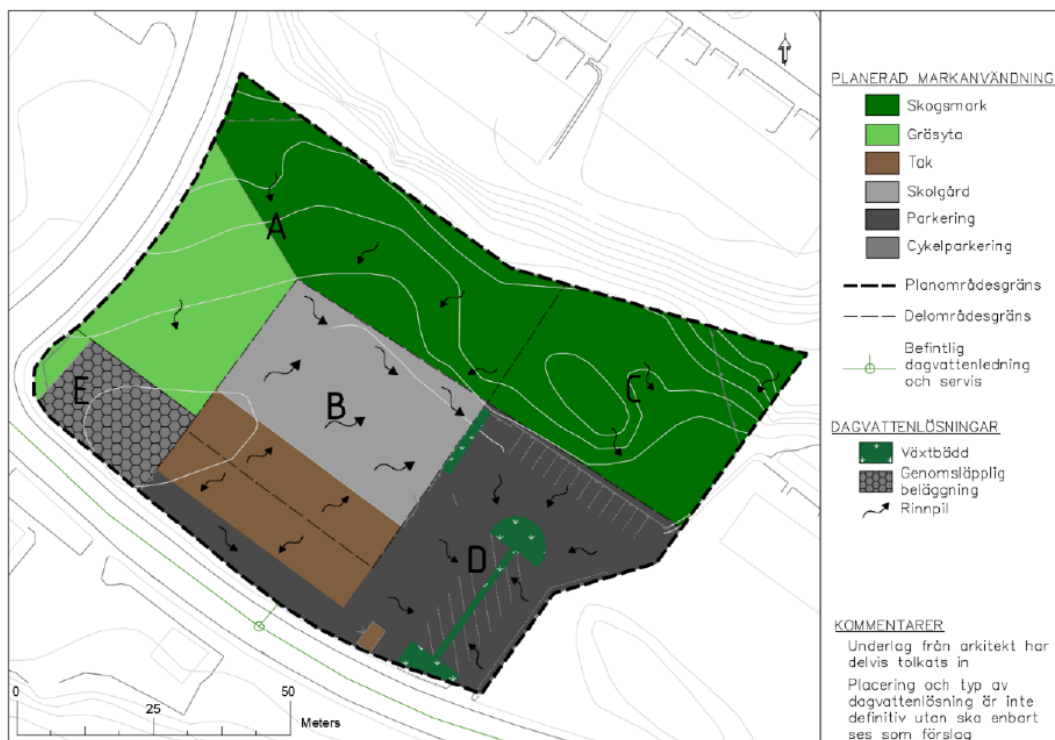 A
B
C
D
E
0
25
50
Meters
PLANERAD MARKANVÄNDNING
Skogsmark
Gräsyta
Tak
Skolgård
Parkering
Cykelparkering
Planområdesgräns
Delområdesgräns
Befintlig
dagvattenledning
och servis
DAGVATTENLÖSNINGAR
Växtbädd
Genomsläpplig
beläggning
Rinnpil
KOMMENTARER
Underlag från arkitekt har
delvis tolkats in
Placering och typ av
dagvattenlösning är inte
definitiv utan ska enbart
ses som förslag